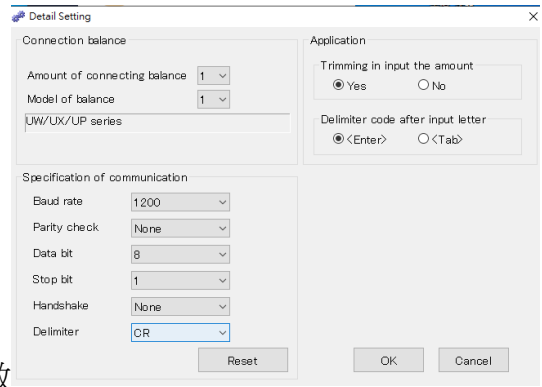 Detail Setting
Connection balance
Amount of connecting balance 1
Model of balance 1
UW/UX/UP series
Specification of communication
Baud rate 1200
Parity check None
Data bit 8
Stop bit 1
Handshake None
Delimiter CR
Reset
Application
Trimming in input the amount
Yes No
Delimiter code after input letter
<Enter> <Tab>
OK Cancel